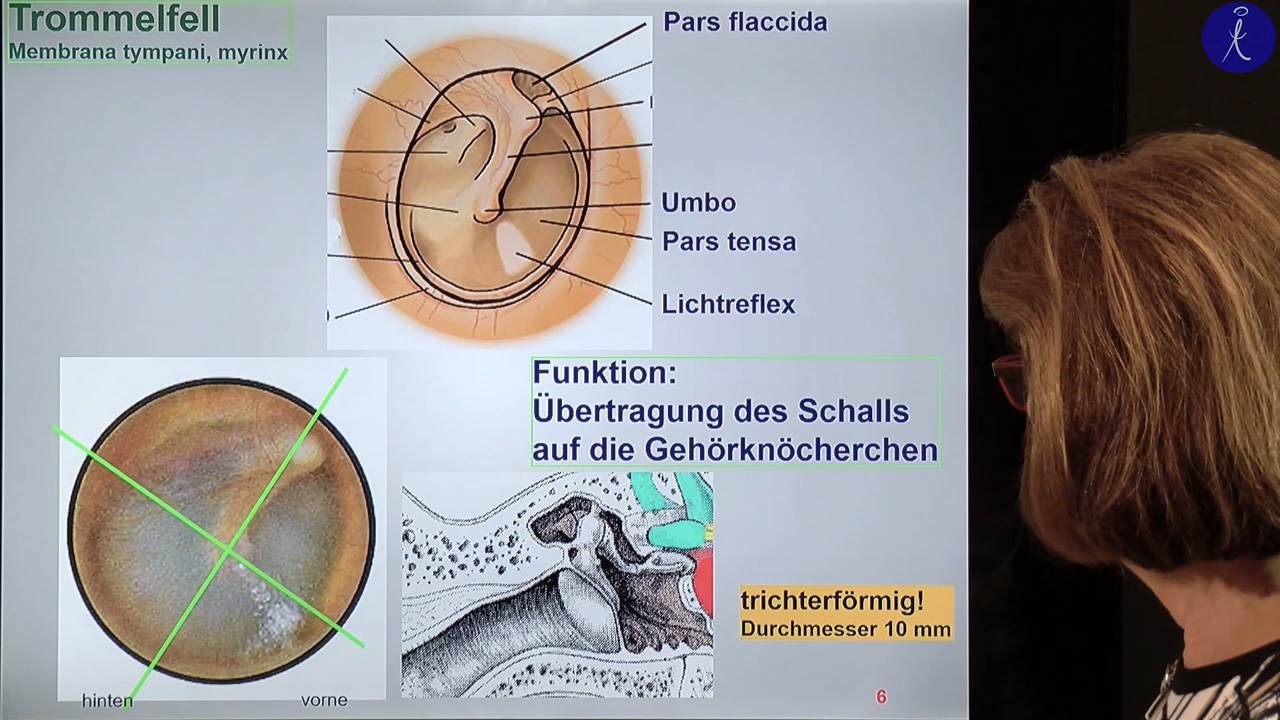 Trommelfell
Membrana tympani, myrinx
Pars flaccida
Umbo
Pars tensa
Lichtreflex
Funktion:
Übertragung des Schalls
auf die Gehörknöcherchen
trichterförmig!
Durchmesser 10 mm
hinten
vorne
6